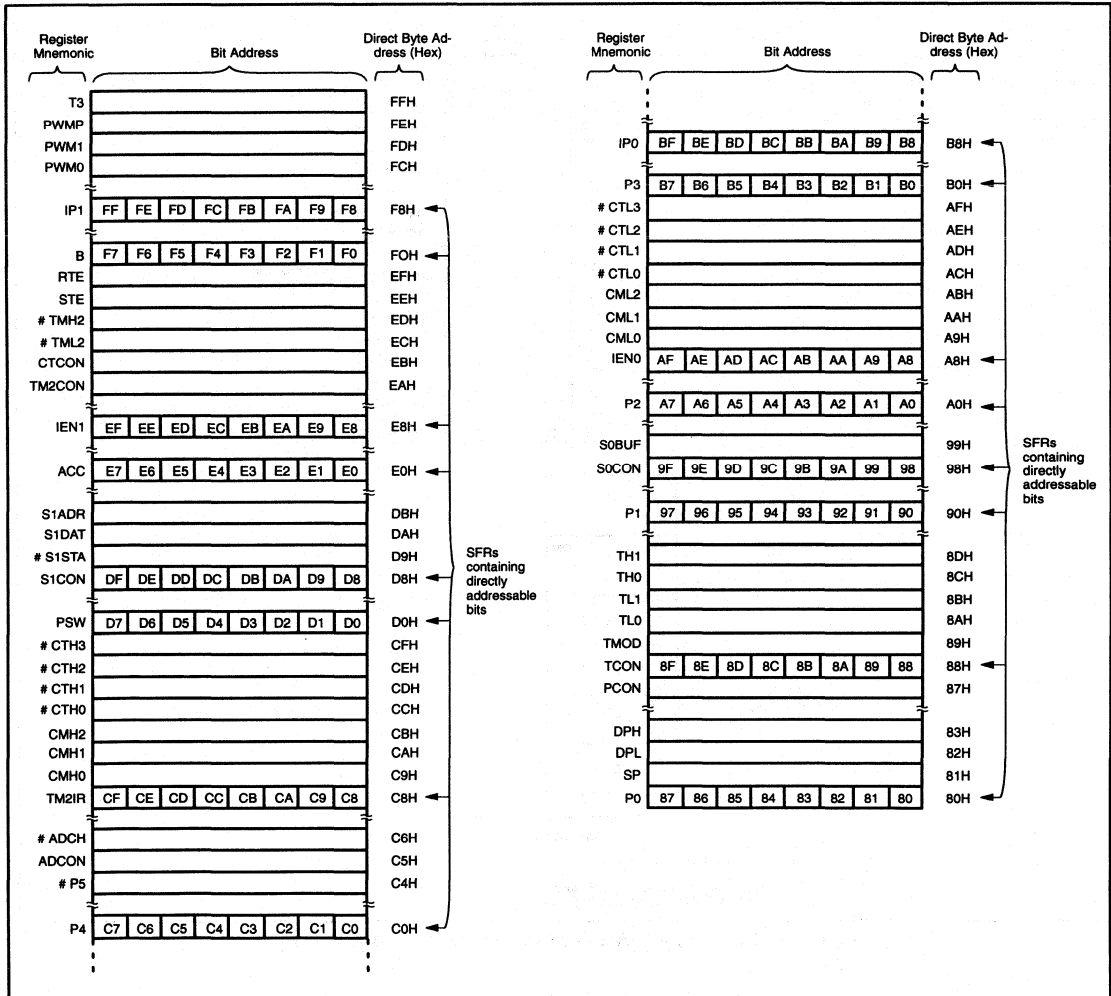 Register Mnemonic Bit Address Direct Byte Ad-dress (Hex)
T3 FFH
PWMP FEH
PWM1 FDH
PWM0 FCH
IP1 FF FE FD FC FB FA F9 F8 F8H
B F7 F6 F5 F4 F3 F2 F1 F0 F0H
RTE EFH
STE EEH
# TMH2 EDH
# TML2 ECH
CTCON EBH
TM2CON EAH
IEN1 EF EE ED EC EB EA E9 E8 E8H
ACC E7 E6 E5 E4 E3 E2 E1 E0 E0H
S1ADR DBH
S1DAT DAH
# S1STA D9H
S1CON DF DE DD DC DB DA D9 D8 D8H
PSW D7 D6 D5 D4 D3 D2 D1 D0 D0H
# CTH3 CFH
# CTH2 CEH
# CTH1 CDH
# CTH0 CCH
CMH2 CBH
CMH1 CAH
CMH0 C9H
TM2IR CF CE CD CC CB CA C9 C8 C8H
# ADCH C6H
ADCON C5H
# P5 C4H
P4 C7 C6 C5 C4 C3 C2 C1 C0 C0H
SFRs
containing
directly
addressable
bits
Register Mnemonic Bit Address Direct Byte Ad-dress (Hex)
IP0 BF BE BD BC BB BA B9 B8 B8H
P3 B7 B6 B5 B4 B3 B2 B1 B0 B0H
# CTL3 AFH
# CTL2 AEH
# CTL1 ADH
# CTL0 ACH
CML2 ABH
CML1 AAH
CML0 A9H
IEN0 AF AE AD AC AB AA A9 A8 A8H
P2 A7 A6 A5 A4 A3 A2 A1 A0 A0H
S0BUF 99H
S0CON 9F 9E 9D 9C 9B 9A 99 98 98H
P1 97 96 95 94 93 92 91 90 90H
TH1 8DH
TH0 8CH
TL1 8BH
TL0 8AH
TMOD 89H
TCON 8F 8E 8D 8C 8B 8A 89 88 88H
PCON 87H
DPH 83H
DPL 82H
SP 81H
P0 87 86 85 84 83 82 81 80 80H
SFRs
containing
directly
addressable
bits